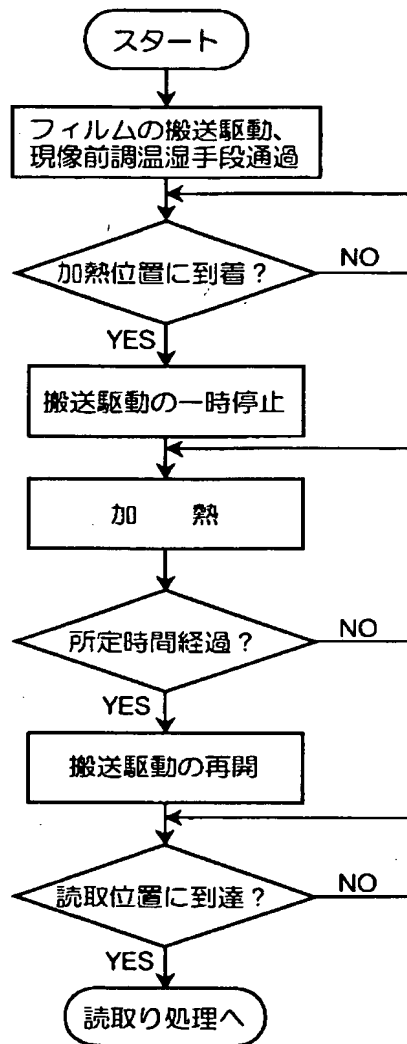 スタート
フィルムの搬送駆動、
現像前調温湿手段通過
加熱位置に到着？
NO
YES
搬送駆動の一時停止
加　　熱
所定時間経過？
NO
YES
搬送駆動の再開
読取位置に到達？
NO
YES
読取り処理へ